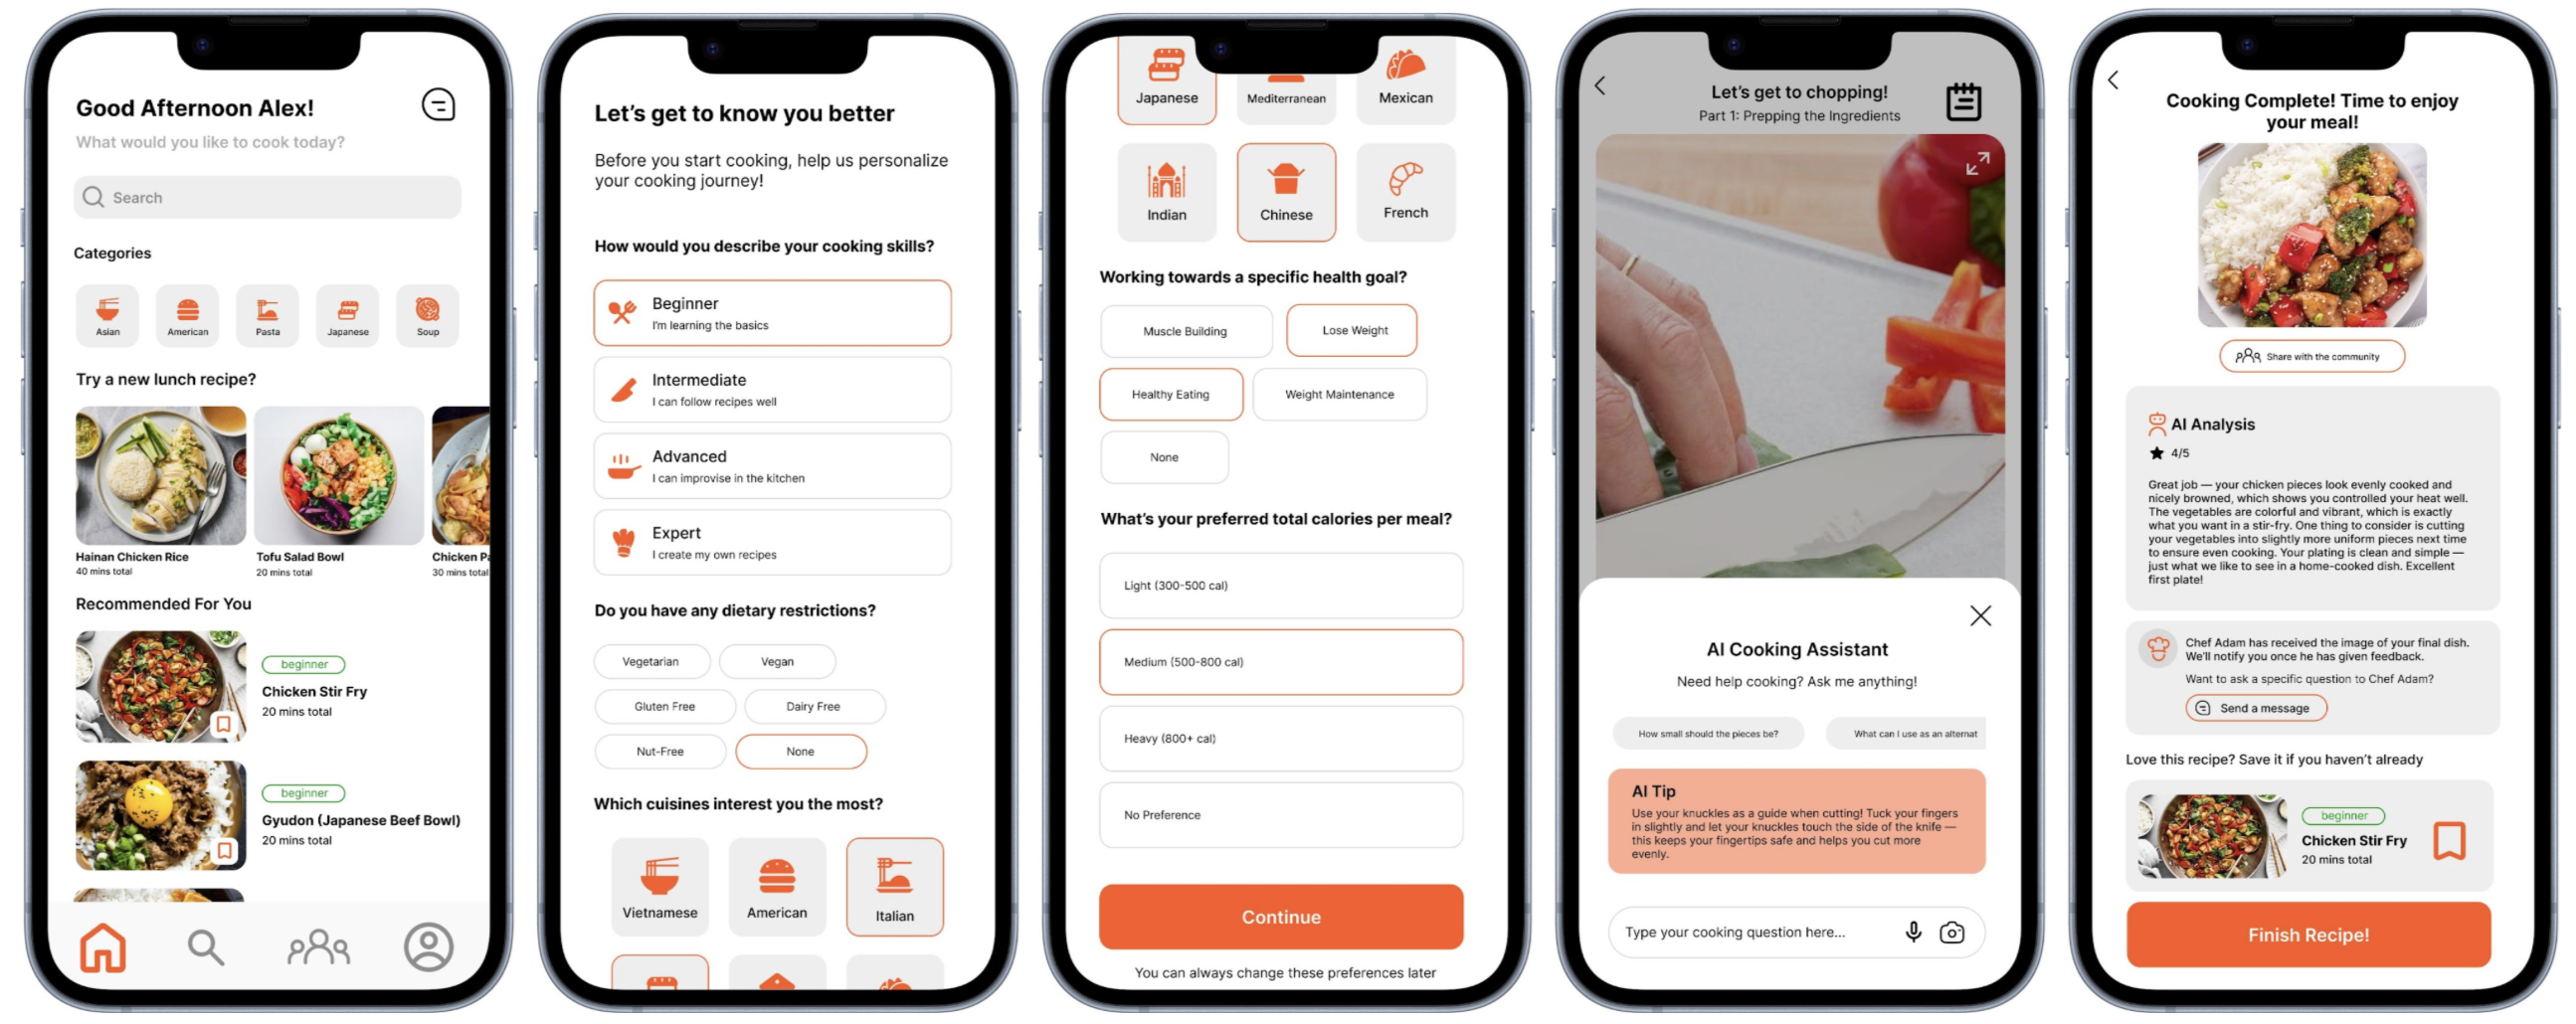 Good Afternoon Alex!
What would you like to cook today?
Search
Categories
Asian
American
Pasta
Japanese
Soup
Try a new lunch recipe?
Hainan Chicken Rice
40 mins total
Tofu Salad Bowl
20 mins total
Chicken
30 mins total
Recommended For You
beginner
Chicken Stir Fry
20 mins total
beginner
Gyudon (Japanese Beef Bowl)
20 mins total
Let's get to know you better
Before you start cooking, help us personalize
your cooking journey!
How would you describe your cooking skills?
Beginner
I'm learning the basics
Intermediate
I can follow recipes well
Advanced
I can improvise in the kitchen
Expert
I create my own recipes
Do you have any dietary restrictions?
Vegetarian
Vegan
Gluten Free
Dairy Free
Nut-Free
None
Which cuisines interest you the most?
Vietnamese
American
Italian
Japanese
Mediterranean
Mexican
Indian
Chinese
French
Working towards a specific health goal?
Muscle Building
Lose Weight
Healthy Eating
Weight Maintenance
None
What's your preferred total calories per meal?
Light (300-500 cal)
Medium (500-800 cal)
Heavy (800+ cal)
No Preference
Continue
You can always change these preferences later
Let's get to chopping!
Part 1: Prepping the Ingredients
AI Cooking Assistant
Need help cooking? Ask me anything!
How small should the pieces be?
What can I use as an alternat
AI Tip
Use your knuckles as a guide when cutting! Tuck your fingers
in slightly and let your knuckles touch the side of the knife —
this keeps your fingertips safe and helps you cut more
evenly.
Type your cooking question here...
Cooking Complete! Time to enjoy
your meal!
Share with the community
AI Analysis
4/5
Great job — your chicken pieces look evenly cooked and
nicely browned, which shows you controlled your heat well.
The vegetables are colorful and vibrant, which is exactly
what you want in a stir-fry. One thing to consider is cutting
your vegetables into slightly more uniform pieces next time
to ensure even cooking. Your plating is clean and simple —
just what we like to see in a home-cooked dish. Excellent
first plate!
Chef Adam has received the image of your final dish.
We'll notify you once he has given feedback.
Want to ask a specific question to Chef Adam?
Send a message
Love this recipe? Save it if you haven't already
beginner
Chicken Stir Fry
20 mins total
Finish Recipe!